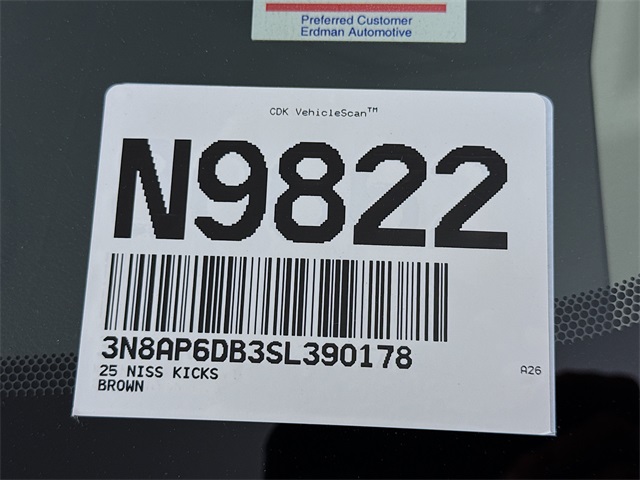 Preferred Customer
Erdman Automotive
CDK VehicleScan™
N9822
3N8AP6DB3SL390178
25 NISS KICKS
A26
BROWN